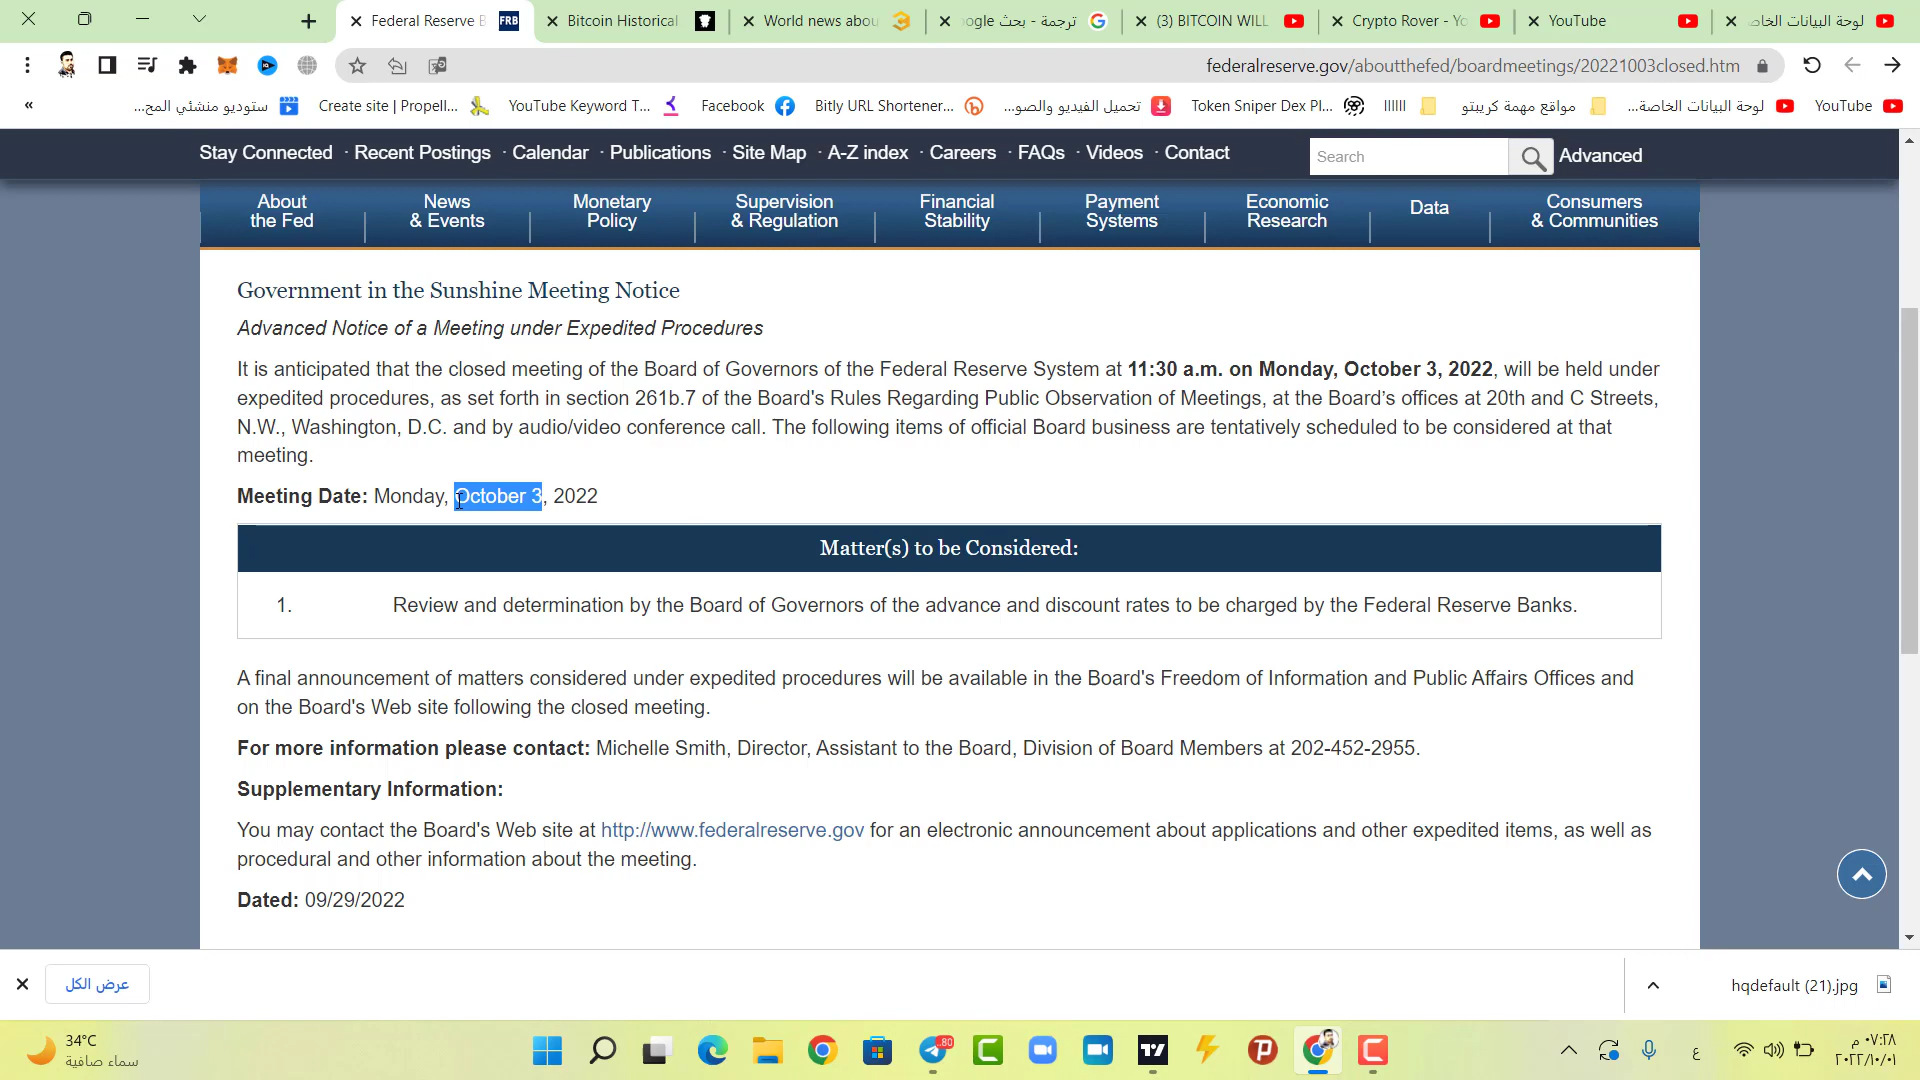 Federal Reserve B
FRB
Bitcoin Historical
World news abou
ترجمة - بحث Google
(3) BITCOIN WILL
Crypto Rover - Yo
YouTube
لوحة البيانات الخاصـ
federalreserve.gov/aboutthefed/boardmeetings/20221003closed.htm
ستوديو منشئي المح...
Create site | Propell...
YouTube Keyword T...
Facebook
Bitly URL Shortener...
تحميل الفيديو والصو...
Token Sniper Dex Pl...
llllll
مواقع مهمة كريبتو
لوحة البيانات الخاصة...
YouTube
Stay Connected · Recent Postings · Calendar · Publications · Site Map · A-Z index · Careers · FAQs · Videos · Contact
Search
Advanced
About
the Fed
News
& Events
Monetary
Policy
Supervision
& Regulation
Financial
Stability
Payment
Systems
Economic
Research
Data
Consumers
& Communities
Government in the Sunshine Meeting Notice
Advanced Notice of a Meeting under Expedited Procedures
It is anticipated that the closed meeting of the Board of Governors of the Federal Reserve System at 11:30 a.m. on Monday, October 3, 2022, will be held under
expedited procedures, as set forth in section 261b.7 of the Board's Rules Regarding Public Observation of Meetings, at the Board's offices at 20th and C Streets,
N.W., Washington, D.C. and by audio/video conference call. The following items of official Board business are tentatively scheduled to be considered at that
meeting.
Meeting Date: Monday, October 3, 2022
Matter(s) to be Considered:
1. Review and determination by the Board of Governors of the advance and discount rates to be charged by the Federal Reserve Banks.
A final announcement of matters considered under expedited procedures will be available in the Board's Freedom of Information and Public Affairs Offices and
on the Board's Web site following the closed meeting.
For more information please contact: Michelle Smith, Director, Assistant to the Board, Division of Board Members at 202-452-2955.
Supplementary Information:
You may contact the Board's Web site at http://www.federalreserve.gov for an electronic announcement about applications and other expedited items, as well as
procedural and other information about the meeting.
Dated: 09/29/2022
عرض الكل
hqdefault (21).jpg
34°C
سماء صافية
.80
ع
٠٧:٢٨ م
٢٠٢٢/١٠/٠١